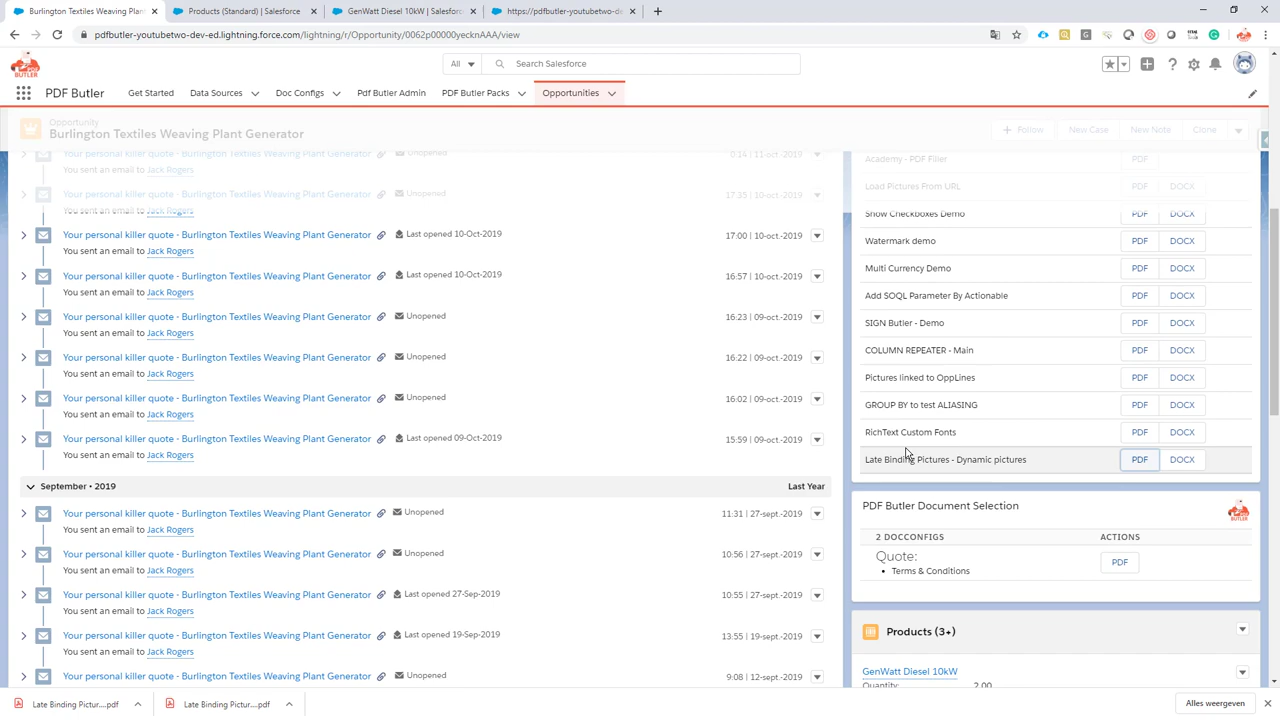 Burlington Textiles Weaving Plant
Products (Standard) | Salesforce
GenWatt Diesel 10kW | Salesforc
https://pdfbutler-youtubetwo-de
pdfbutler-youtubetwo-dev-ed.lightning.force.com/lightning/r/Opportunity/0062p00000yecknAAA/view
PDF BUTLER
All
Search Salesforce
PDF Butler
Get Started
Data Sources
Doc Configs
Pdf Butler Admin
PDF Butler Packs
Opportunities
Opportunity
Burlington Textiles Weaving Plant Generator
Follow
New Case
New Note
Clone
Your personal killer quote - Burlington Textiles Weaving Plant Generator Unopened 0:14 | 11-oct.-2019
You sent an email to Jack Rogers
Your personal killer quote - Burlington Textiles Weaving Plant Generator Unopened 17:35 | 10-oct.-2019
You sent an email to Jack Rogers
Your personal killer quote - Burlington Textiles Weaving Plant Generator Last opened 10-Oct-2019 17:00 | 10-oct.-2019
You sent an email to Jack Rogers
Your personal killer quote - Burlington Textiles Weaving Plant Generator Last opened 10-Oct-2019 16:57 | 10-oct.-2019
You sent an email to Jack Rogers
Your personal killer quote - Burlington Textiles Weaving Plant Generator Unopened 16:23 | 09-oct.-2019
You sent an email to Jack Rogers
Your personal killer quote - Burlington Textiles Weaving Plant Generator Unopened 16:22 | 09-oct.-2019
You sent an email to Jack Rogers
Your personal killer quote - Burlington Textiles Weaving Plant Generator Unopened 16:02 | 09-oct.-2019
You sent an email to Jack Rogers
Your personal killer quote - Burlington Textiles Weaving Plant Generator Last opened 09-Oct-2019 15:59 | 09-oct.-2019
You sent an email to Jack Rogers
September • 2019 Last Year
Your personal killer quote - Burlington Textiles Weaving Plant Generator Unopened 11:31 | 27-sept.-2019
You sent an email to Jack Rogers
Your personal killer quote - Burlington Textiles Weaving Plant Generator Unopened 10:56 | 27-sept.-2019
You sent an email to Jack Rogers
Your personal killer quote - Burlington Textiles Weaving Plant Generator Last opened 27-Sep-2019 10:55 | 27-sept.-2019
You sent an email to Jack Rogers
Your personal killer quote - Burlington Textiles Weaving Plant Generator Last opened 19-Sep-2019 13:55 | 19-sept.-2019
You sent an email to Jack Rogers
Your personal killer quote - Burlington Textiles Weaving Plant Generator Unopened 9:08 | 12-sept.-2019
Academy - PDF Filler PDF
Load Pictures From URL PDF DOCX
Show Checkboxes Demo PDF DOCX
Watermark demo PDF DOCX
Multi Currency Demo PDF DOCX
Add SOQL Parameter By Actionable PDF DOCX
SIGN Butler - Demo PDF DOCX
COLUMN REPEATER - Main PDF DOCX
Pictures linked to OppLines PDF DOCX
GROUP BY to test ALIASING PDF DOCX
RichText Custom Fonts PDF DOCX
Late Binding Pictures - Dynamic pictures PDF DOCX
PDF Butler Document Selection
BUTLER
2 DOCCONFIGS ACTIONS
Quote:
• Terms & Conditions
PDF
Products (3+)
GenWatt Diesel 10kW
Quantity: 2.00
Late Binding Pictur....pdf
Late Binding Pictur....pdf
Alles weergeven